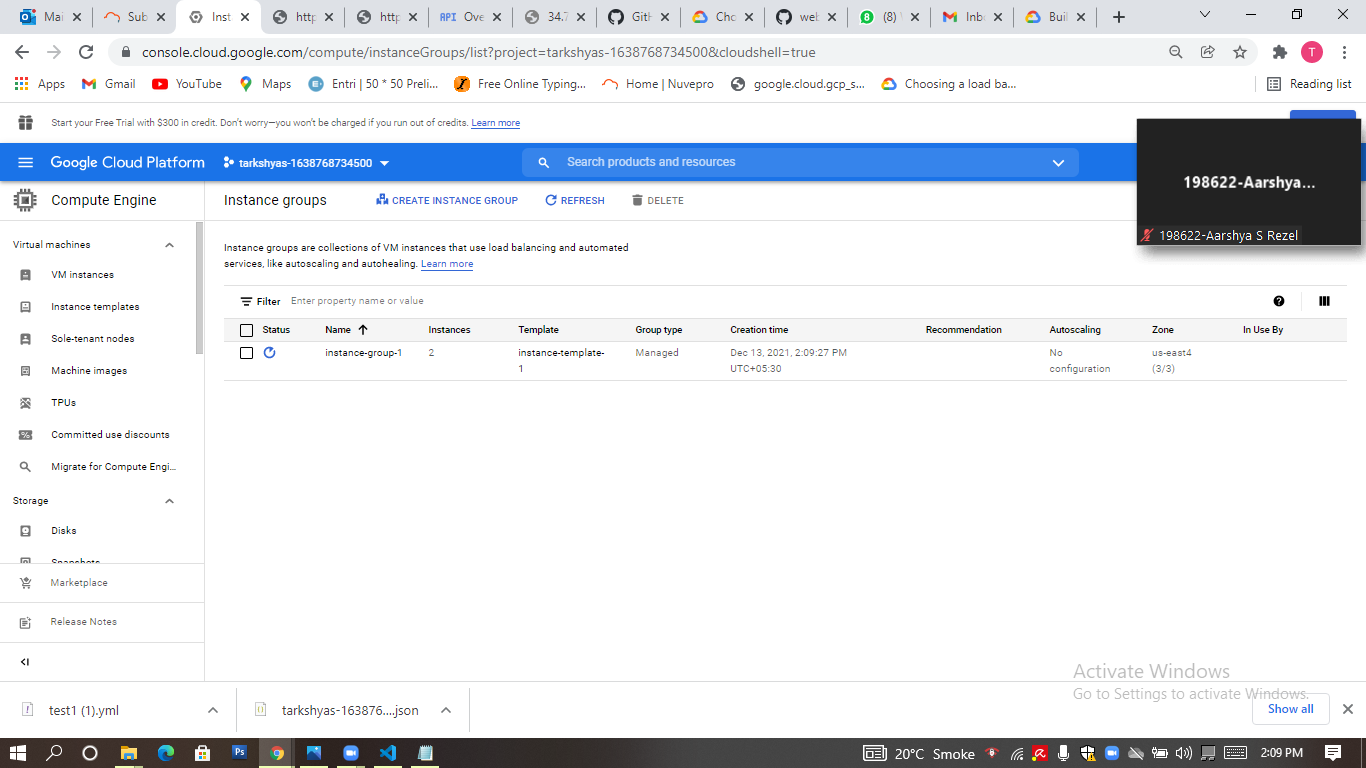 Mai
Sub
Inst
http
http
API Ove
34.7
Gith
Cho
web
(8)
Inbo
Buil
console.cloud.google.com/compute/instanceGroups/list?project=tarkshyas-1638768734500&cloudshell=true
T
Apps
Gmail
YouTube
Maps
Entri | 50 * 50 Preli...
Free Online Typing...
Home | Nuvepro
google.cloud.gcp_s...
Choosing a load ba...
Reading list
Start your Free Trial with $300 in credit. Don't worry—you won't be charged if you run out of credits. Learn more
Google Cloud Platform
tarkshyas-1638768734500
Search products and resources
198622-Aarshya...
198622-Aarshya S Rezel
Compute Engine
Instance groups
CREATE INSTANCE GROUP
REFRESH
DELETE
Virtual machines
VM instances
Instance templates
Sole-tenant nodes
Machine images
TPUs
Committed use discounts
Migrate for Compute Engi...
Storage
Disks
Snapshots
Marketplace
Release Notes
Instance groups are collections of VM instances that use load balancing and automated
services, like autoscaling and autohealing. Learn more
Filter Enter property name or value
Status Name Instances Template Group type Creation time Recommendation Autoscaling Zone In Use By
instance-group-1 2 instance-template- Managed Dec 13, 2021, 2:09:27 PM No us-east4
1 UTC+05:30 configuration (3/3)
Activate Windows
Go to Settings to activate Windows.
test1 (1).yml
tarkshyas-163876....json
Show all
Ps
20°C Smoke
2:09 PM